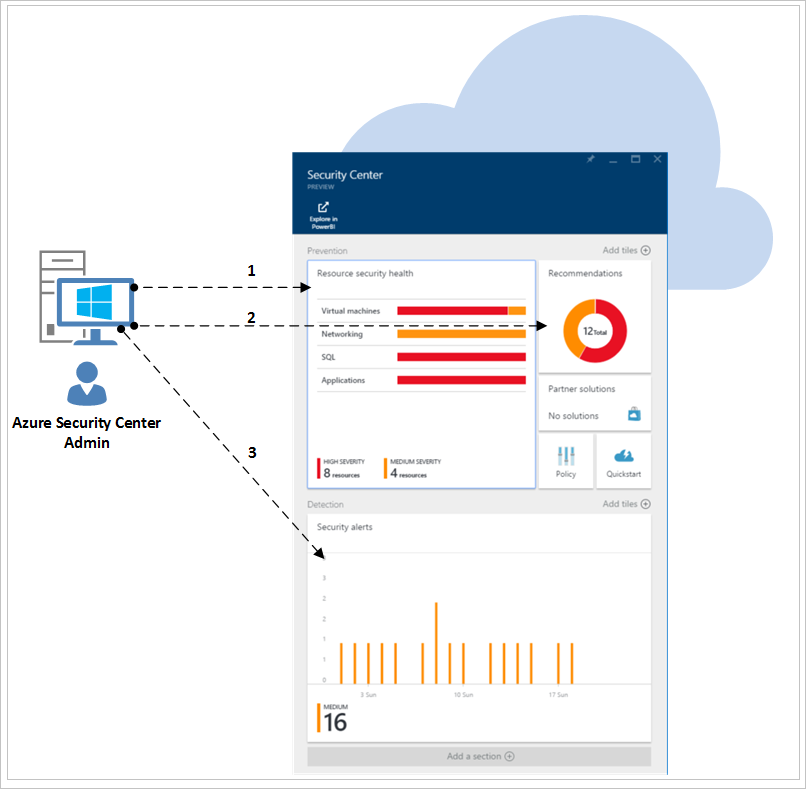 Security Center
PREVIEW
Explore in
PowerBI
Prevention
Add tiles
1
Resource security health
Recommendations
Virtual machines
2
Networking
12 Total
SQL
Applications
Partner solutions
No solutions
Azure Security Center
Admin
3
HIGH SEVERITY
8 resources
MEDIUM SEVERITY
4 resources
Policy
Quickstart
Detection
Add tiles
Security alerts
3
2
2
1
1
0
3 Sun
10 Sun
17 Sun
MEDIUM
16
Add a section